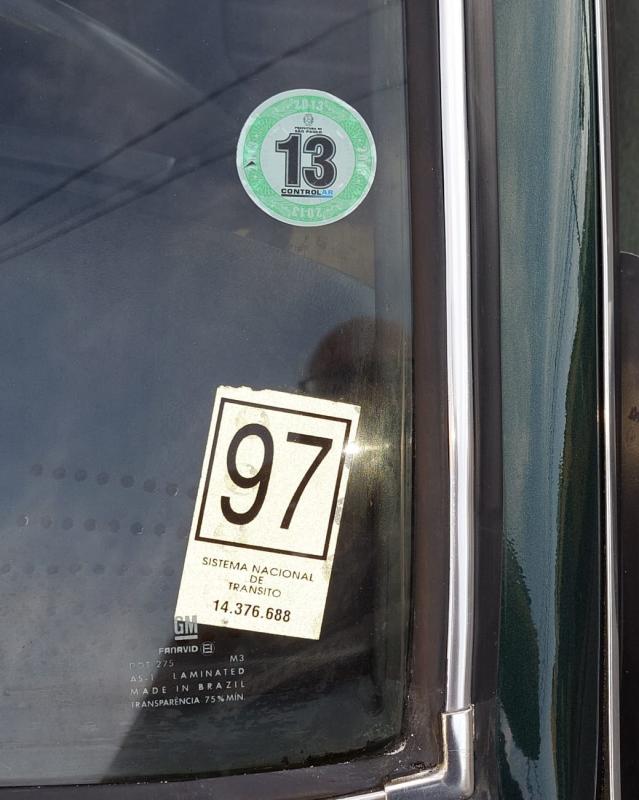 2013
PREFEITURA DE
SÃO PAULO
13
CONTROLAR
2013
97
SISTEMA NACIONAL
DE
TRANSITO
14.376.688
GM
FANAVID
DOT 275 M3
AS-1 LAMINATED
MADE IN BRAZIL
TRANSPARÊNCIA 75% MIN.